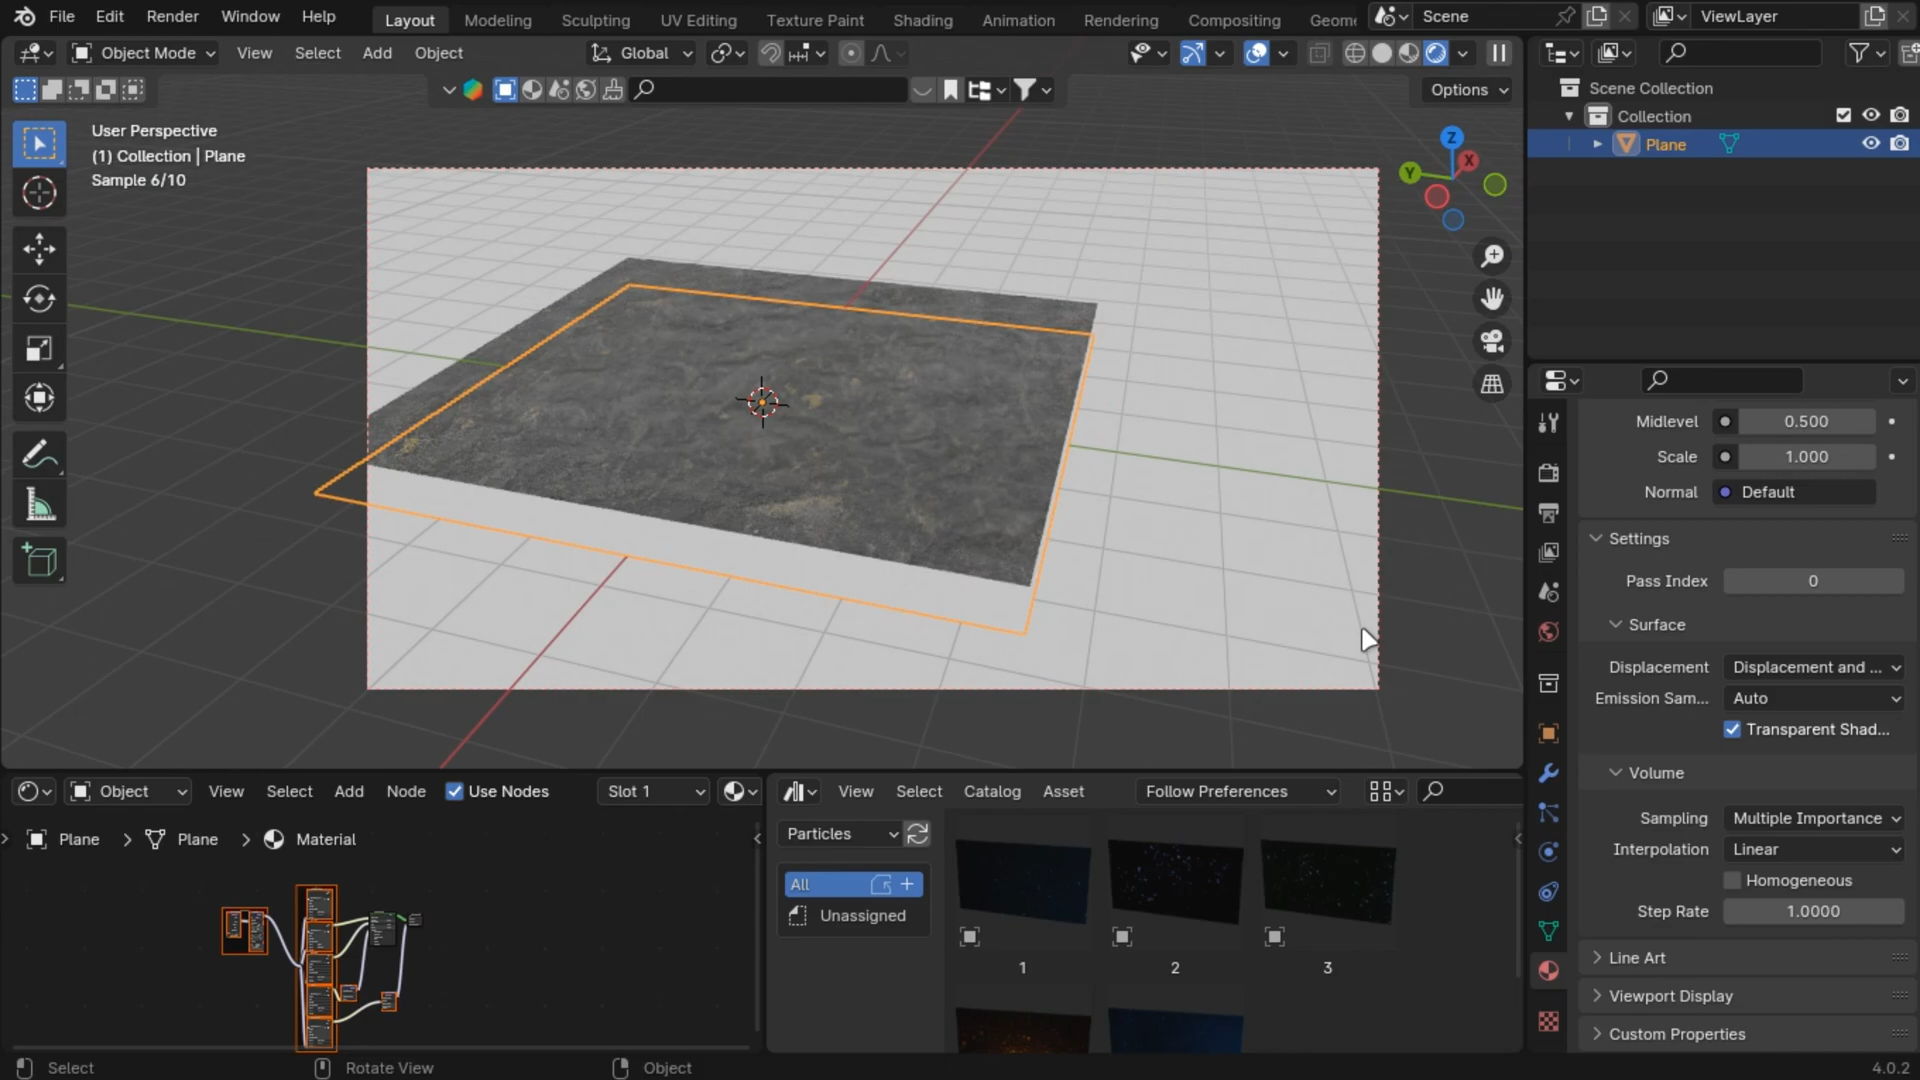 File Edit Render Window Help Layout Modeling Sculpting UV Editing Texture Paint Shading Animation Rendering Compositing Geome Scene ViewLayer
Object Mode View Select Add Object Global
Options
User Perspective
(1) Collection | Plane
Sample 6/10
Z
X
Y
Scene Collection
Collection
Plane
Midlevel 0.500
Scale 1.000
Normal Default
Settings
Pass Index 0
Surface
Displacement Displacement and ...
Emission Sam... Auto
Transparent Shad...
Volume
Sampling Multiple Importance
Interpolation Linear
Homogeneous
Step Rate 1.0000
Line Art
Viewport Display
Custom Properties
Object View Select Add Node Use Nodes Slot 1
Plane Plane Material
View Select Catalog Asset Follow Preferences
Particles
All
Unassigned
1 2 3
Select Rotate View Object 4.0.2